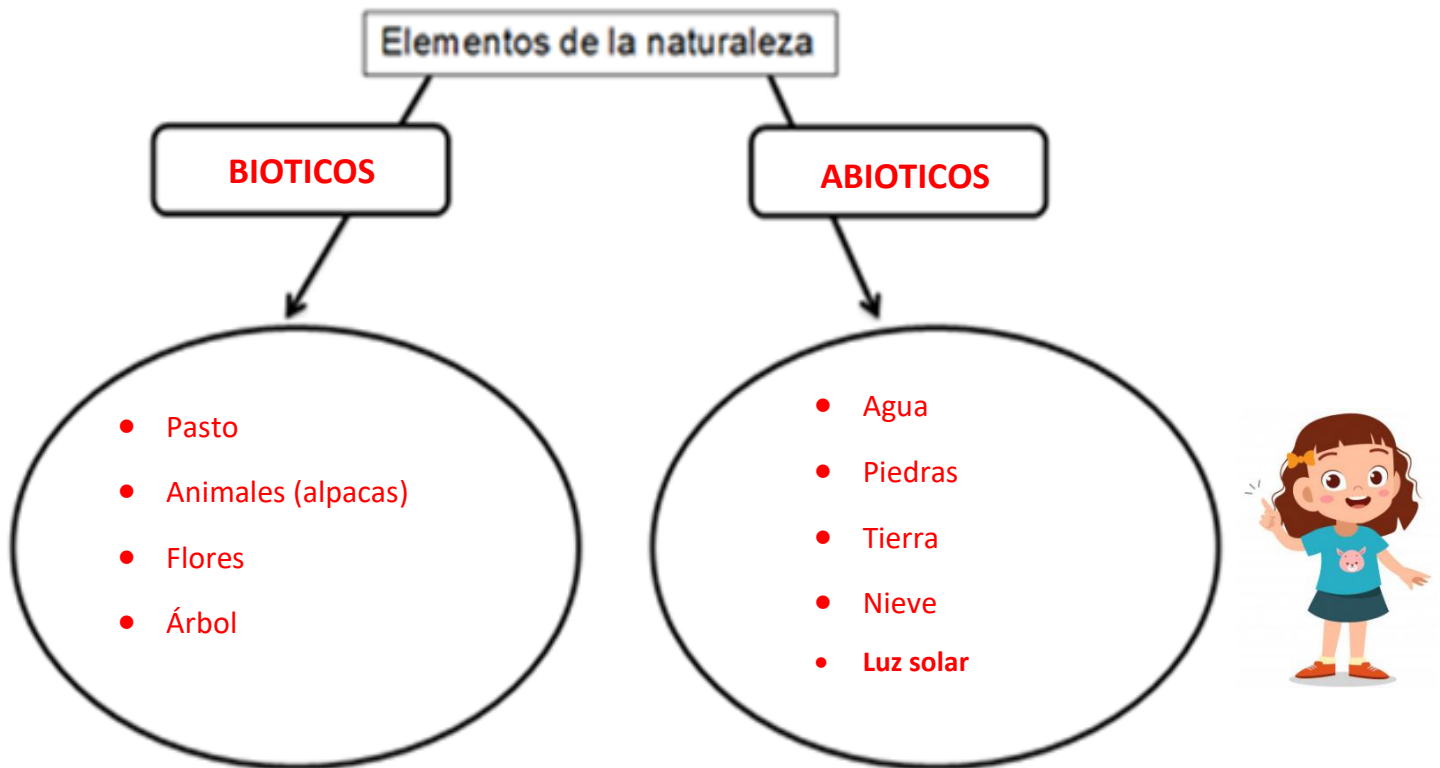 Elementos de la naturaleza
BIOTICOS
ABIOTICOS
• Pasto
• Animales (alpacas)
• Flores
• Árbol
• Agua
• Piedras
• Tierra
• Nieve
• Luz solar